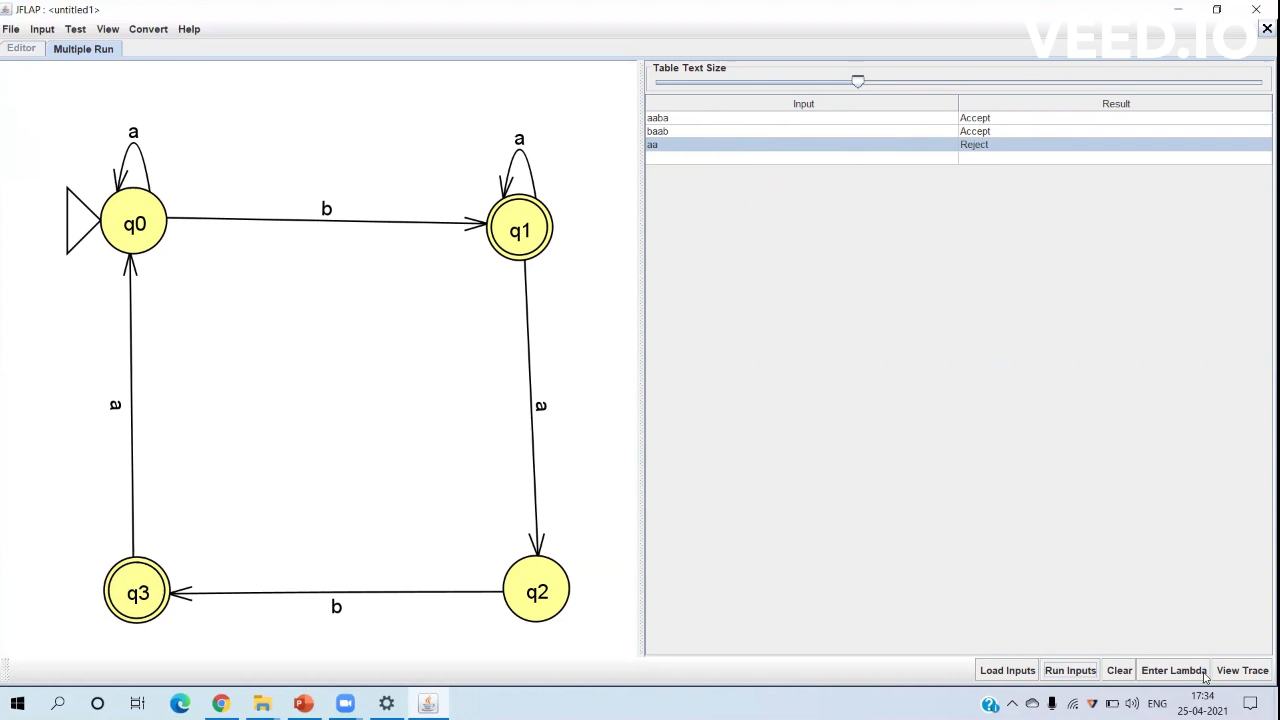 JFLAP : <untitled1>
File Input Test View Convert Help
VEED.IO
Editor Multiple Run
Table Text Size
Input Result
aaba Accept
baab Accept
aa Reject
a
a
q0
b
q1
a
a
q3
b
q2
Load Inputs Run Inputs Clear Enter Lambda View Trace
ENG
17:34
25-04-2021